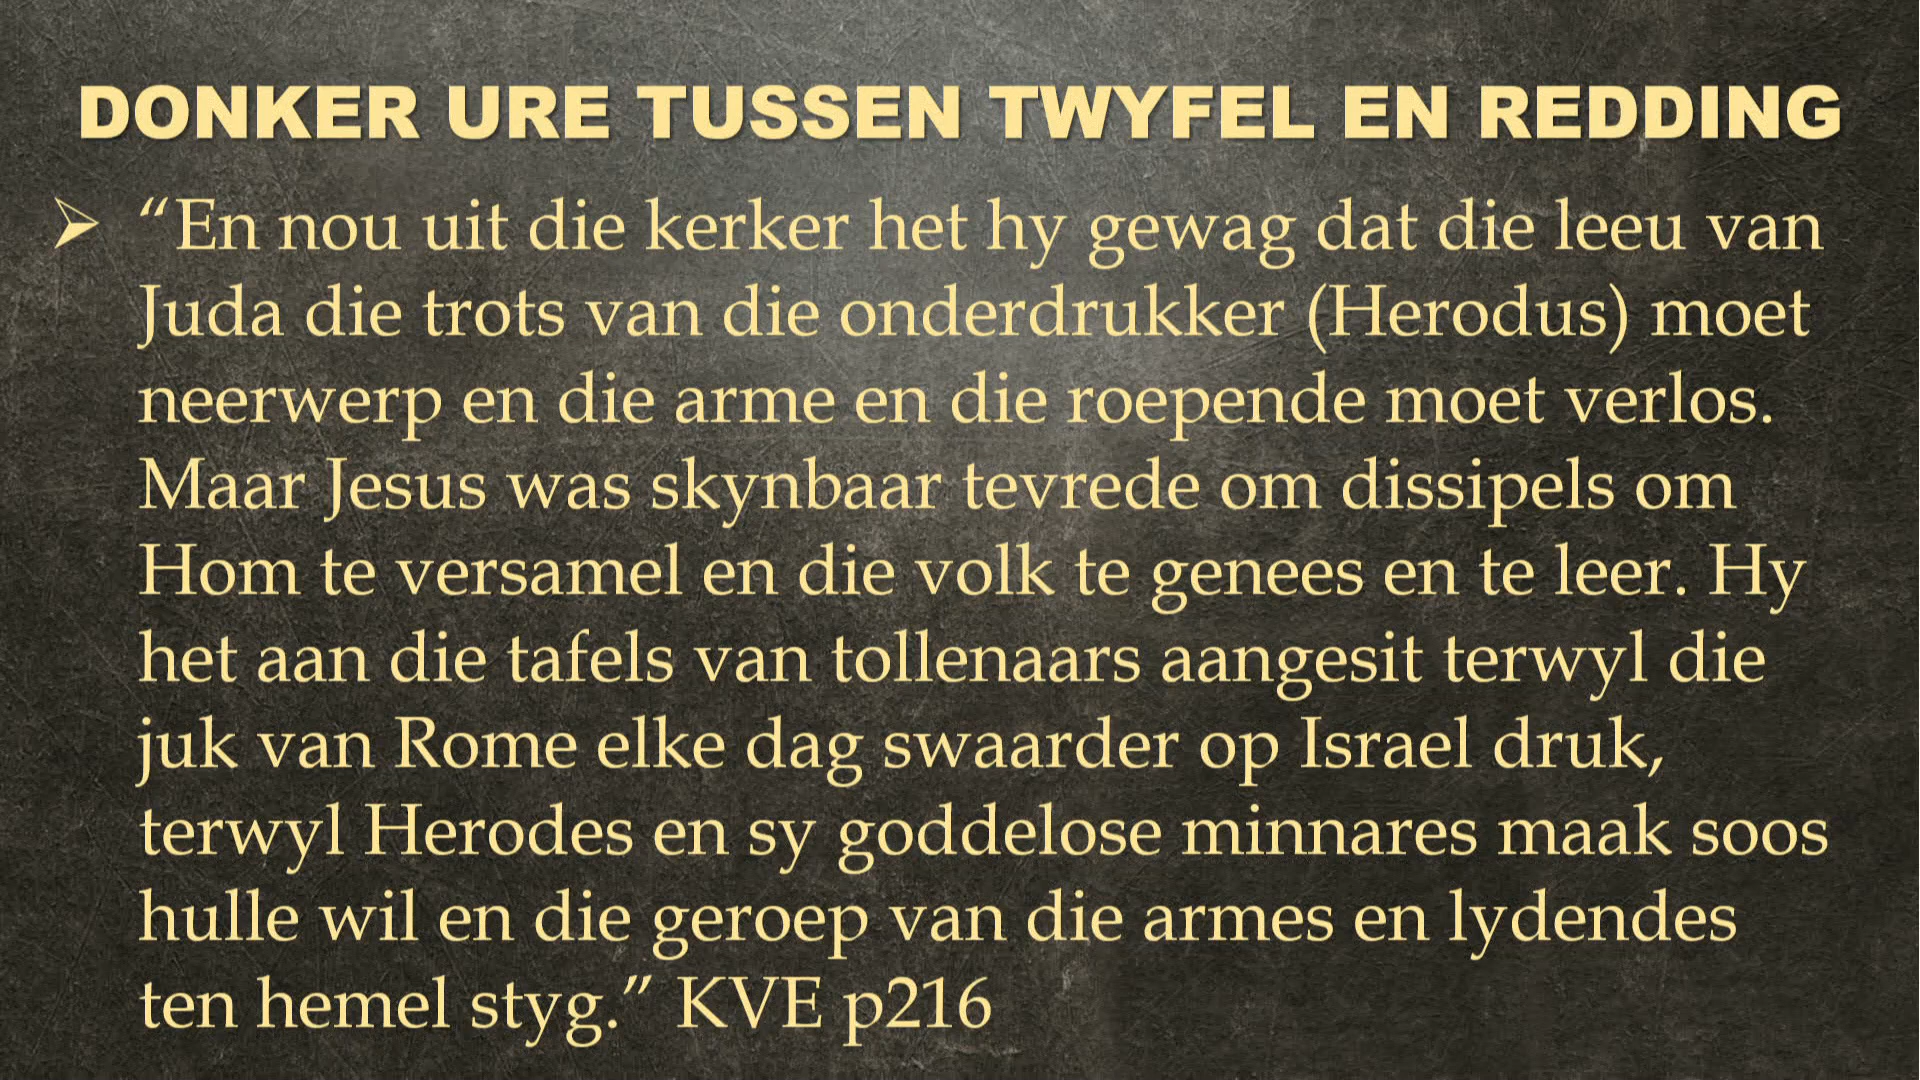 DONKER URE TUSSEN TWYFEL EN REDDING
➢ “En nou uit die kerker het hy gewag dat die leeu van
Juda die trots van die onderdrukker (Herodus) moet
neerwerp en die arme en die roepende moet verlos.
Maar Jesus was skynbaar tevrede om dissipels om
Hom te versamel en die volk te genees en te leer. Hy
het aan die tafels van tollenaars aangesit terwyl die
juk van Rome elke dag swaarder op Israel druk,
terwyl Herodes en sy goddelose minnares maak soos
hulle wil en die geroep van die armes en lydendes
ten hemel styg.” KVE p216